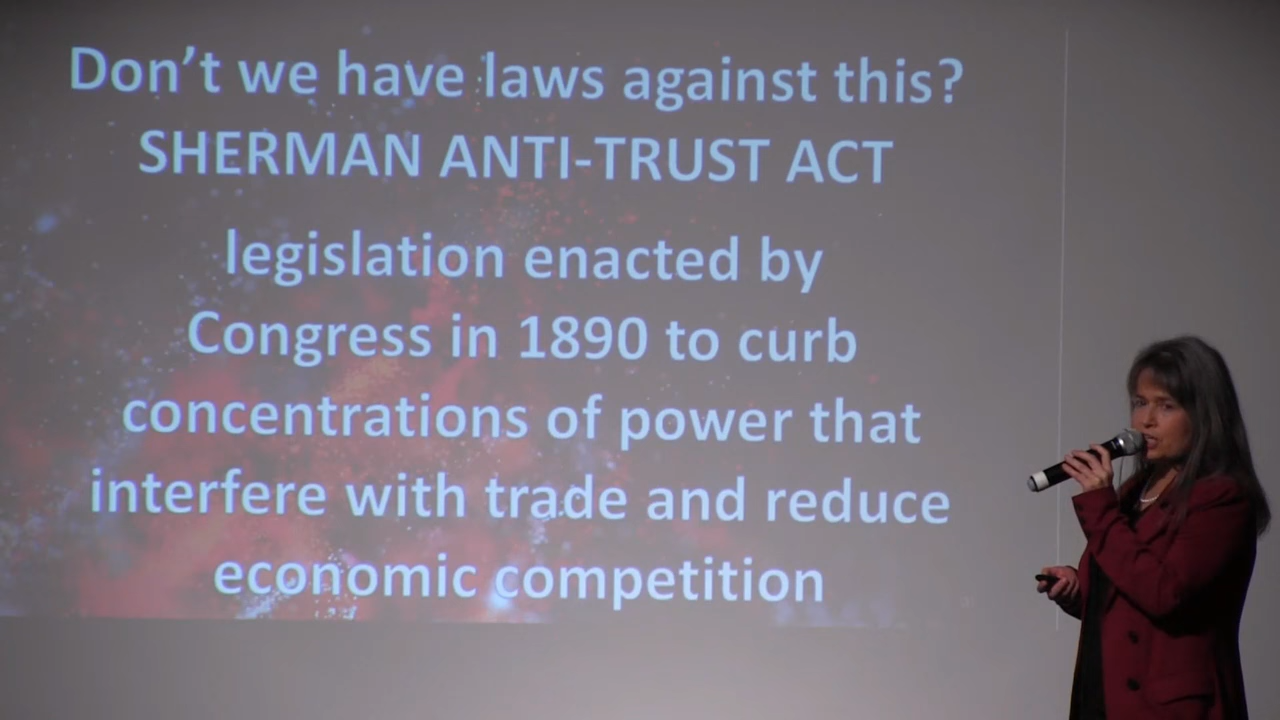 Don't we have laws against this?
SHERMAN ANTI-TRUST ACT
legislation enacted by
Congress in 1890 to curb
concentrations of power that
interfere with trade and reduce
economic competition